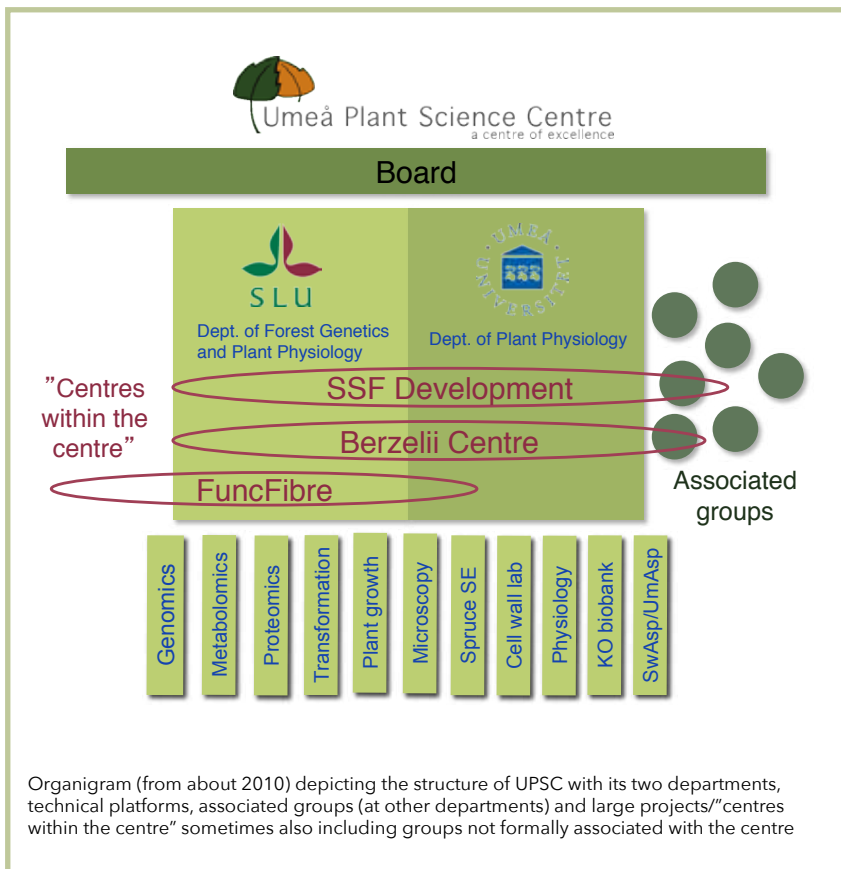 Umeå Plant Science Centre
a centre of excellence
Board
SLU
· UMEÅ · UNIVERSITET
Dept. of Forest Genetics
and Plant Physiology
Dept. of Plant Physiology
"Centres
within the
centre"
SSF Development
Berzelii Centre
FuncFibre
Associated
groups
Genomics
Metabolomics
Proteomics
Transformation
Plant growth
Microscopy
Spruce SE
Cell wall lab
Physiology
KO biobank
SwAsp/UmAsp
Organigram (from about 2010) depicting the structure of UPSC with its two departments,
technical platforms, associated groups (at other departments) and large projects/"centres
within the centre" sometimes also including groups not formally associated with the centre